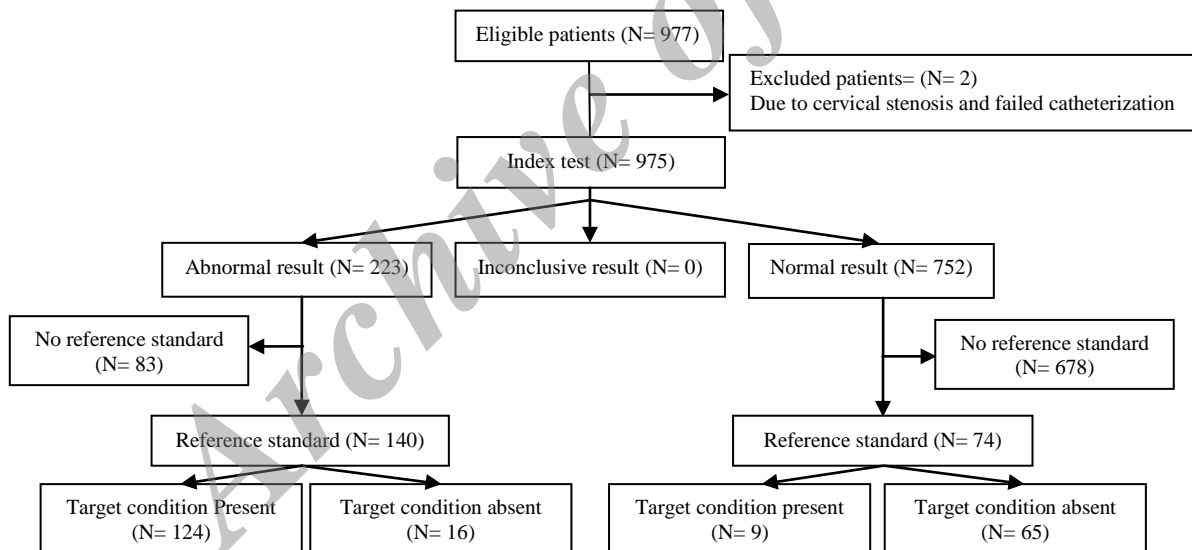 Eligible patients (N= 977)
Excluded patients= (N= 2)
Due to cervical stenosis and failed catheterization
Index test (N= 975)
Abnormal result (N= 223)
Inconclusive result (N= 0)
Normal result (N= 752)
No reference standard
(N= 83)
No reference standard
(N= 678)
Reference standard (N= 140)
Reference standard (N= 74)
Target condition Present
(N= 124)
Target condition absent
(N= 16)
Target condition present
(N= 9)
Target condition absent
(N= 65)
Archive of